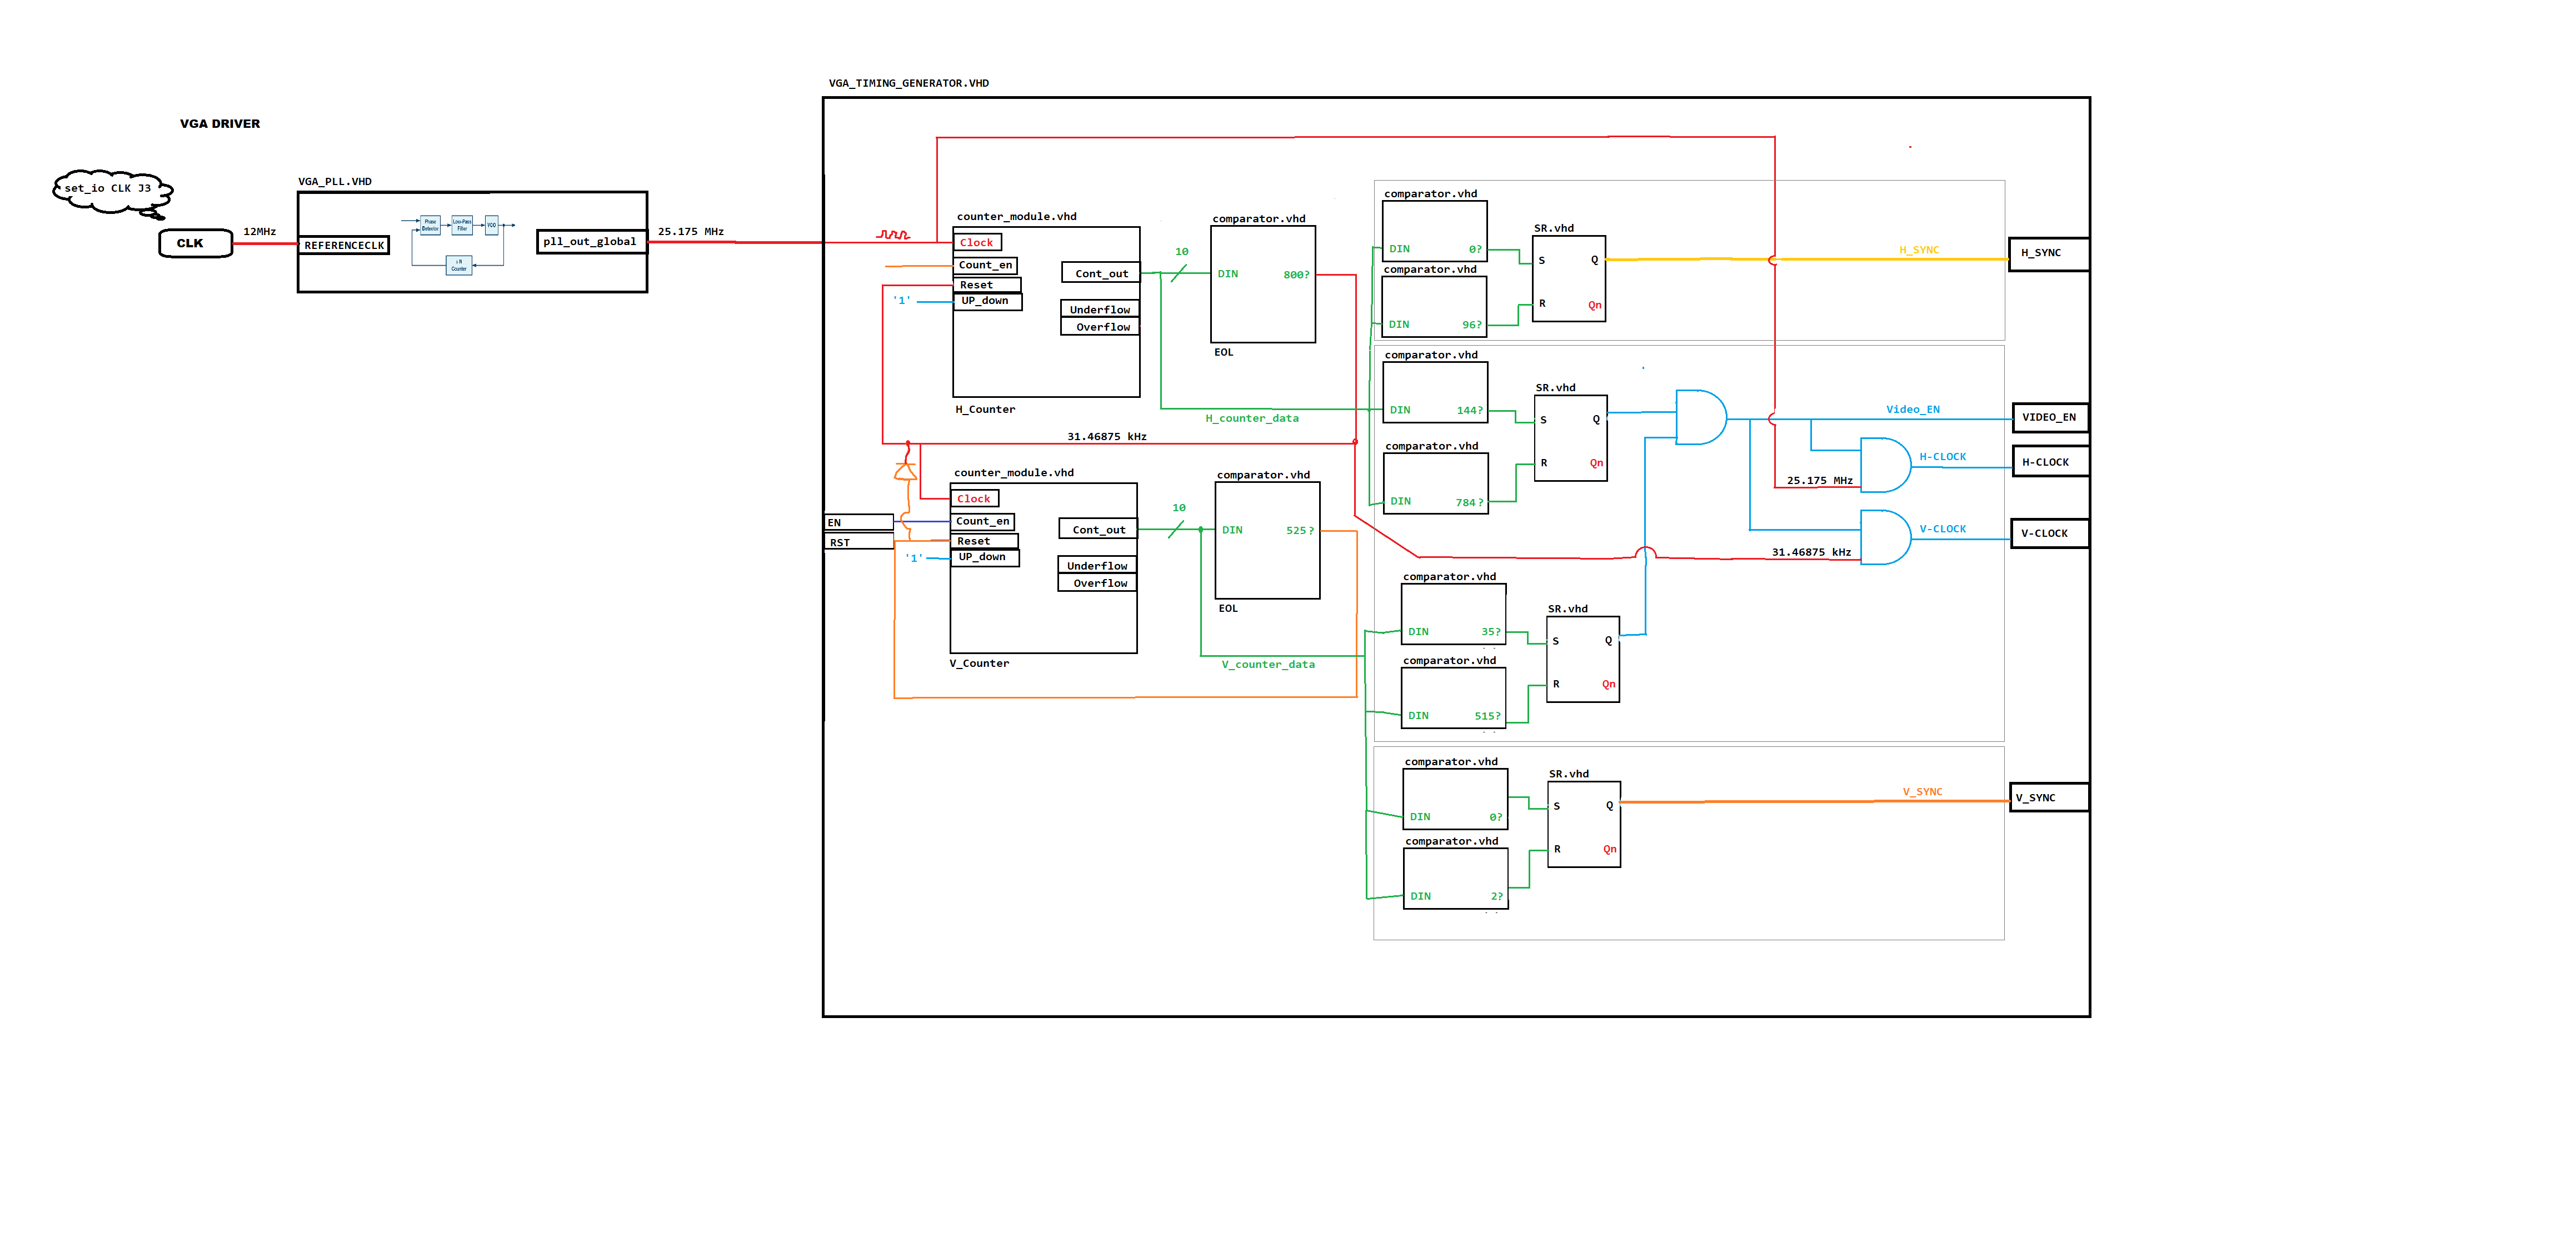 VGA_TIMING_GENERATOR.VHD
VGA DRIVER
set_io CLK J3
CLK
12MHz
VGA_PLL.VHD
REFERENCECLK
Phase
Detector
Low-Pass
Filter
VCO
Counter
pll_out_global
25.175 MHz
counter_module.vhd
Clock
Count_en
Reset
UP_down
'1'
Cont_out
Underflow
Overflow
H_Counter
10
comparator.vhd
DIN
800?
EOL
H_counter_data
31.46875 kHz
counter_module.vhd
Clock
Count_en
Reset
UP_down
'1'
EN
RST
Cont_out
Underflow
Overflow
V_Counter
10
comparator.vhd
DIN
525?
EOL
V_counter_data
comparator.vhd
DIN
0?
comparator.vhd
DIN
96?
SR.vhd
S
Q
R
Qn
H_SYNC
H_SYNC
comparator.vhd
DIN
144?
comparator.vhd
DIN
784?
SR.vhd
S
Q
R
Qn
Video_EN
VIDEO_EN
H-CLOCK
H-CLOCK
25.175 MHz
V-CLOCK
V-CLOCK
31.46875 kHz
comparator.vhd
DIN
35?
comparator.vhd
DIN
515?
SR.vhd
S
Q
R
Qn
comparator.vhd
DIN
0?
comparator.vhd
DIN
2?
SR.vhd
S
Q
R
Qn
V_SYNC
V_SYNC